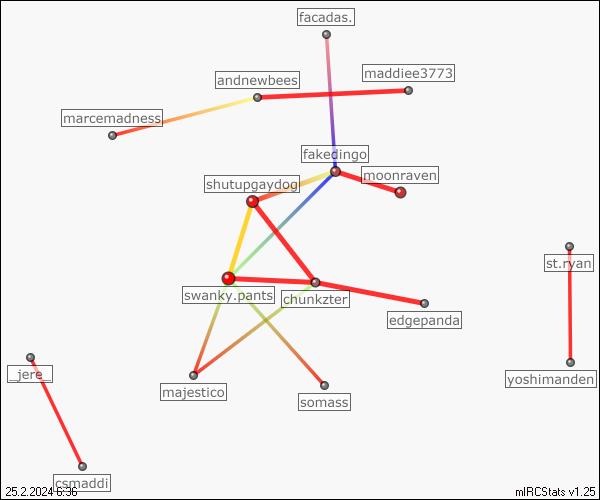 facadas.
maddiee3773
andnewbees
marcemadness
fakedingo
moonraven
shutupgaydog
st.ryan
swanky.pants
chunkzter
edgepanda
_jere_
yoshimanden
majestico
somass
csmaddi
25.2.2024 6:36
mIRCStats v1.25